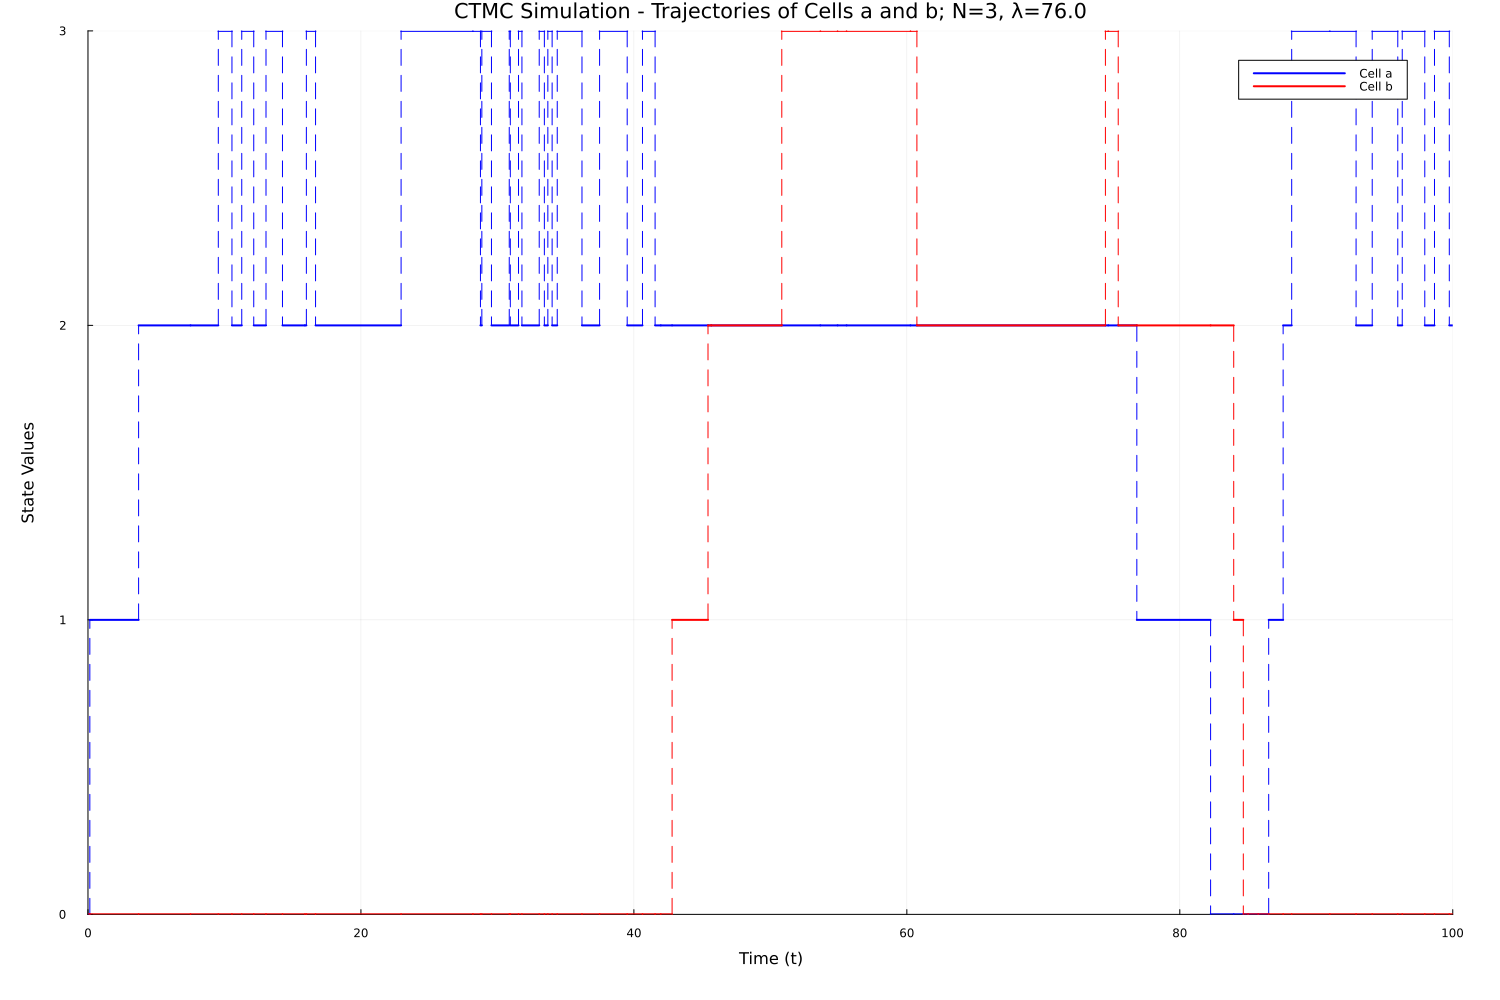 CTMC Simulation - Trajectories of Cells a and b; N=3, λ=76.0
3
Cell a
Cell b
2
State Values
1
0
0 20 40 60 80 100
Time (t)